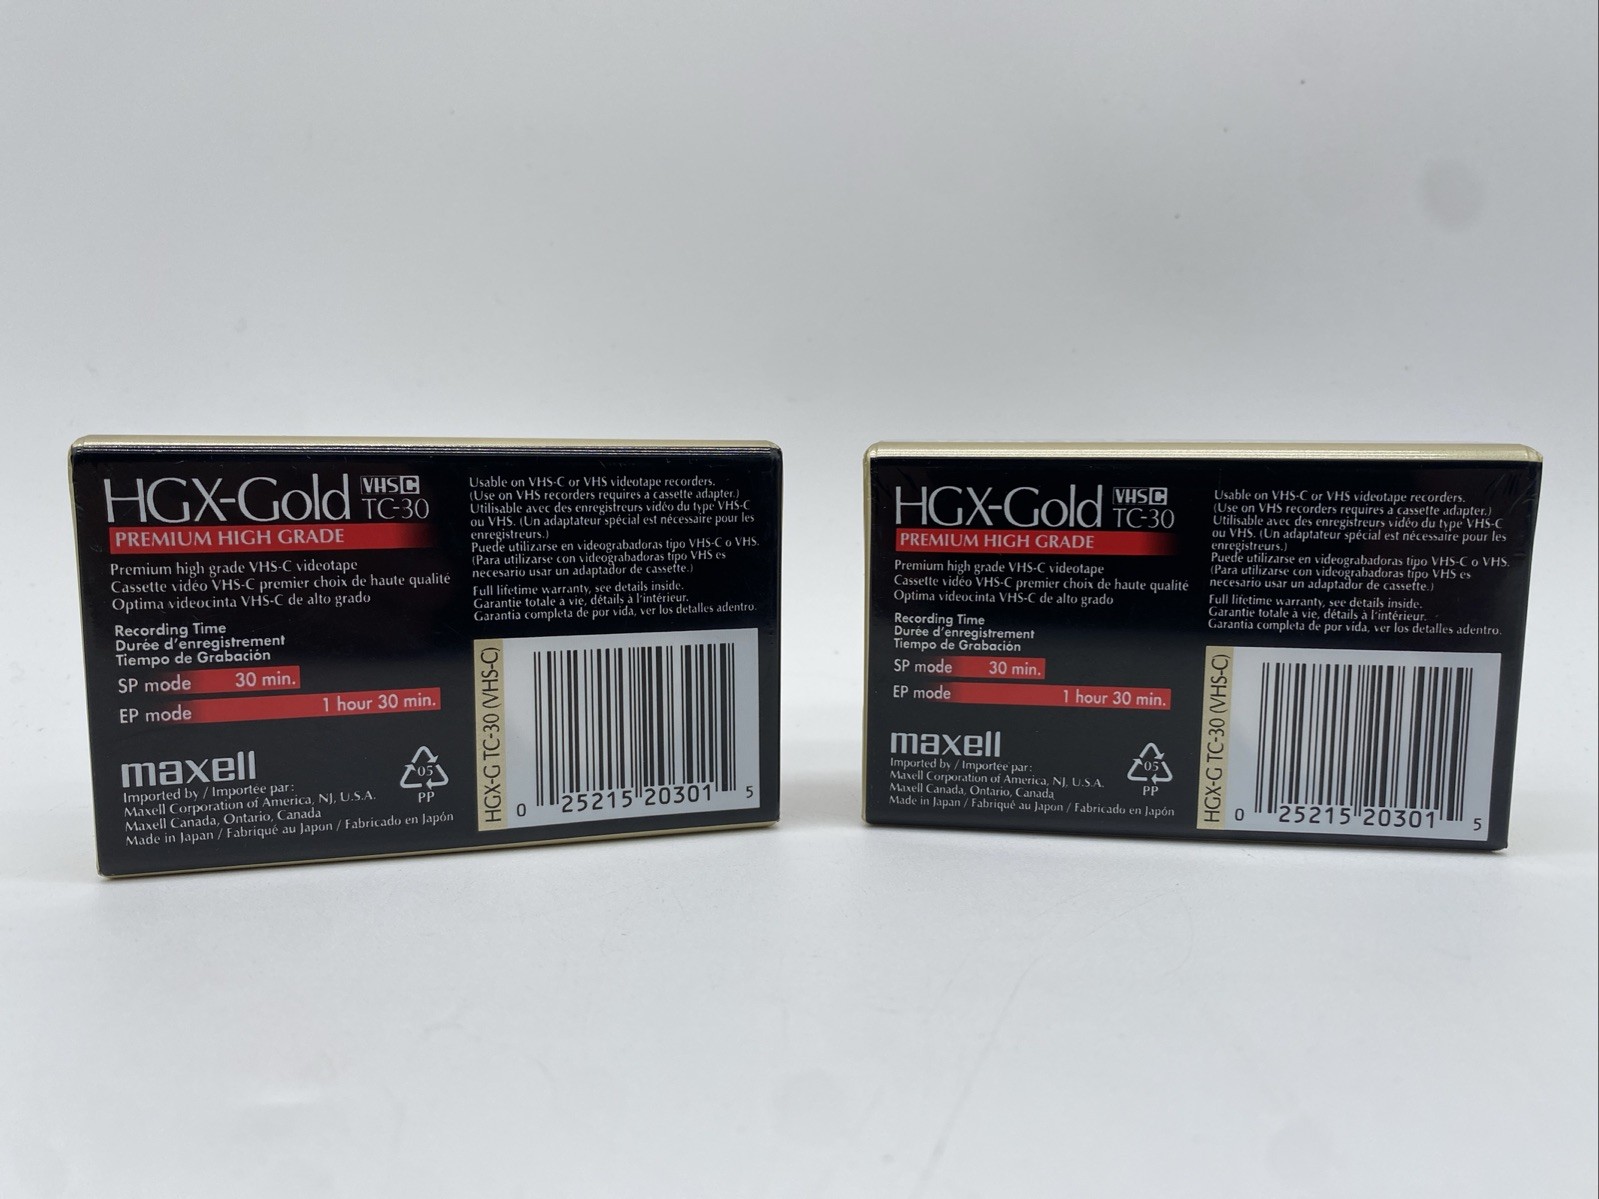 HGX-Gold VHS C
TC-30
PREMIUM HIGH GRADE
Premium high grade VHS-C videotape
Cassette vidéo VHS-C premier choix de haute qualité
Optima videocinta VHS-C de alto grado
Recording Time
Durée d'enregistrement
Tiempo de Grabación
SP mode 30 min.
EP mode 1 hour 30 min.
maxell
Imported by / Importée par:
Maxell Corporation of America, NJ, U.S.A.
Maxell Canada, Ontario, Canada
Made in Japan / Fabriqué au Japon / Fabricado en Japón
05
PP
Usable on VHS-C or VHS videotape recorders.
(Use on VHS recorders requires a cassette adapter.)
Utilisable avec des enregistreurs vidéo du type VHS-C
ou VHS. (Un adaptateur spécial est nécessaire pour les
enregistreurs.)
Puede utilizarse en videograbadoras tipo VHS-C o VHS.
(Para utilizarse con videograbadoras tipo VHS es
necesario usar un adaptador de cassette.)
Full lifetime warranty, see details inside.
Garantie totale à vie, détails à l'intérieur.
Garantia completa de por vida, ver los detalles adentro.
HGX-G TC-30 (VHS-C)
0 25215 20301 5
HGX-Gold VHS C
TC-30
PREMIUM HIGH GRADE
Premium high grade VHS-C videotape
Cassette vidéo VHS-C premier choix de haute qualité
Optima videocinta VHS-C de alto grado
Recording Time
Durée d'enregistrement
Tiempo de Grabación
SP mode 30 min.
EP mode 1 hour 30 min.
maxell
Imported by / Importée par:
Maxell Corporation of America, NJ, U.S.A.
Maxell Canada, Ontario, Canada
Made in Japan / Fabriqué au Japon / Fabricado en Japón
05
PP
Usable on VHS-C or VHS videotape recorders.
(Use on VHS recorders requires a cassette adapter.)
Utilisable avec des enregistreurs vidéo du type VHS-C
ou VHS. (Un adaptateur spécial est nécessaire pour les
enregistreurs.)
Puede utilizarse en videograbadoras tipo VHS-C o VHS.
(Para utilizarse con videograbadoras tipo VHS es
necesario usar un adaptador de cassette.)
Full lifetime warranty, see details inside.
Garantie totale à vie, détails à l'intérieur.
Garantia completa de por vida, ver los detalles adentro.
HGX-G TC-30 (VHS-C)
0 25215 20301 5